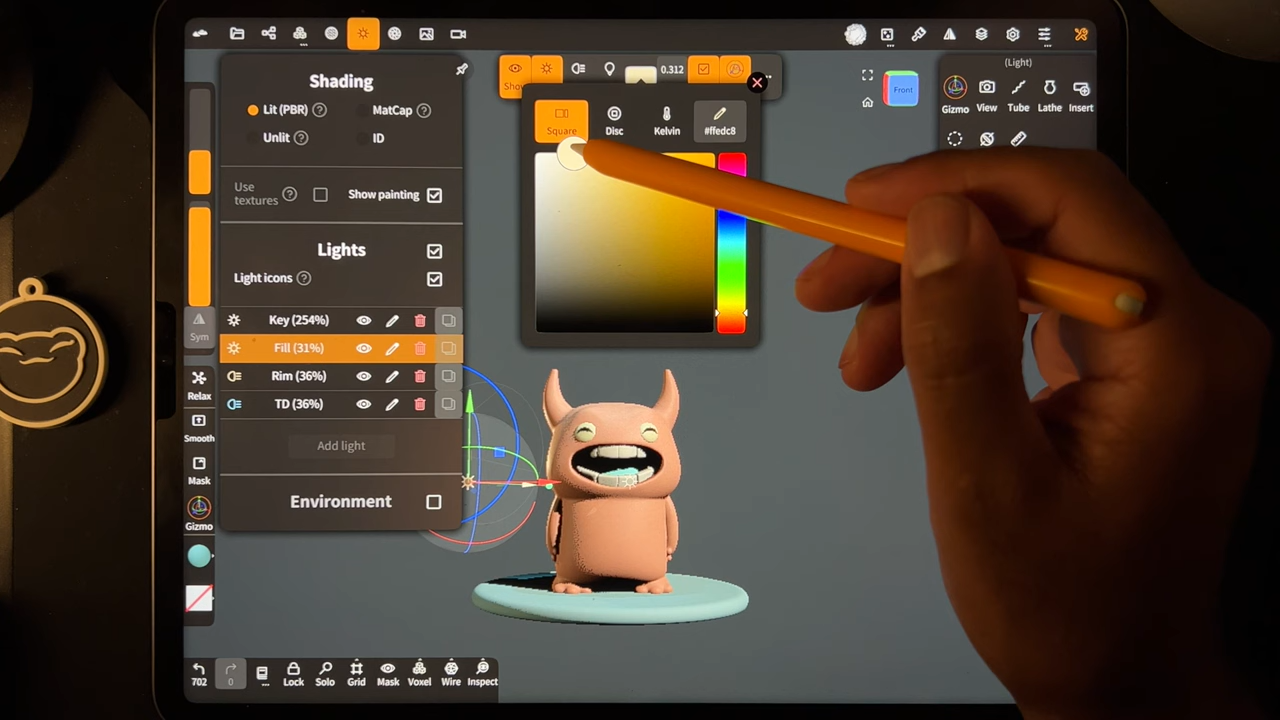 Shading
Lit (PBR) ?
MatCap ?
Unlit ?
ID
Use
textures ?
Show painting
Lights
Light icons ?
Key (254%)
Fill (31%)
Rim (36%)
TD (36%)
Add light
Environment
Sym
Relax
Smooth
Mask
Gizmo
0.312
Square
Disc
Kelvin
#ffedc8
Front
(Light)
Gizmo
View
Tube
Lathe
Insert
702
0
Lock
Solo
Grid
Mask
Voxel
Wire
Inspect